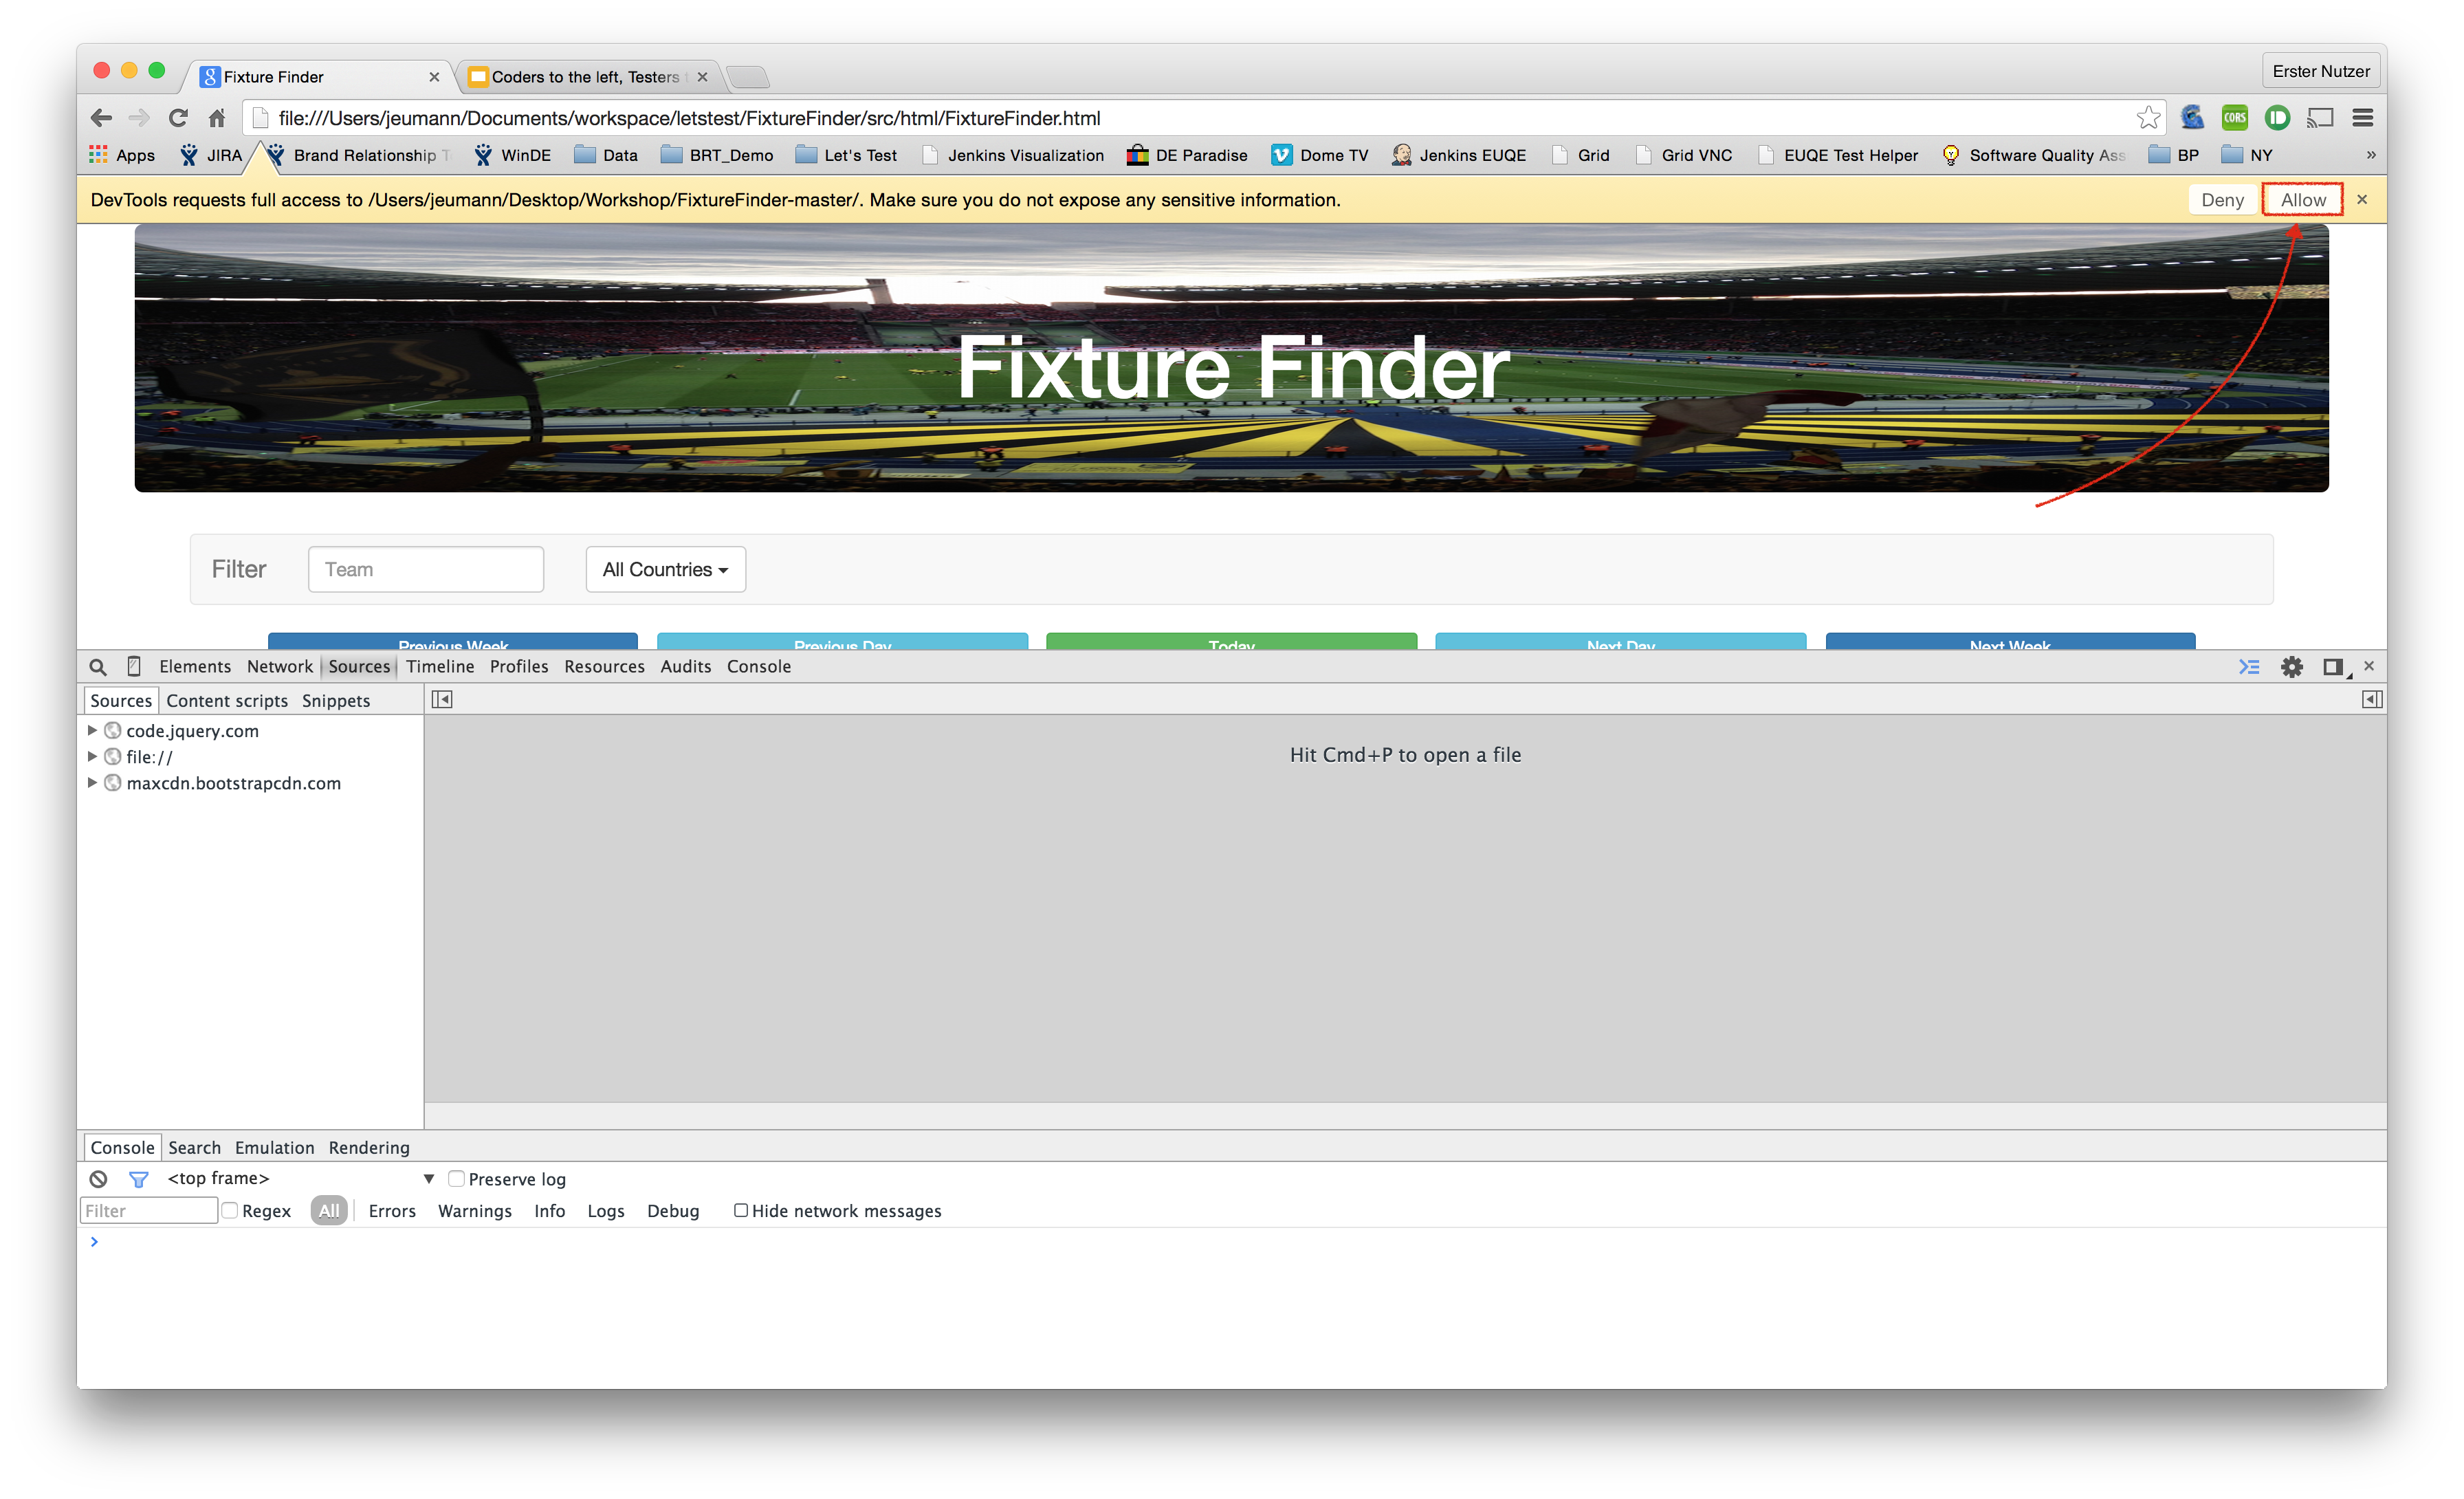 Fixture Finder
Coders to the left, Testers
Erster Nutzer
file:///Users/jeumann/Documents/workspace/letstest/FixtureFinder/src/html/FixtureFinder.html
CORS
Apps JIRA Brand Relationship WinDE Data BRT_Demo Let's Test Jenkins Visualization DE Paradise Dome TV Jenkins EUQE Grid Grid VNC EUQE Test Helper Software Quality Ass BP NY »
DevTools requests full access to /Users/jeumann/Desktop/Workshop/FixtureFinder-master/. Make sure you do not expose any sensitive information.
Deny Allow
Fixture Finder
Filter Team All Countries
Previous Week Previous Day Today Next Day Next Week
Elements Network Sources Timeline Profiles Resources Audits Console
Sources Content scripts Snippets
code.jquery.com
file://
maxcdn.bootstrapcdn.com
Hit Cmd+P to open a file
Console Search Emulation Rendering
<top frame> Preserve log
Filter Regex All Errors Warnings Info Logs Debug Hide network messages